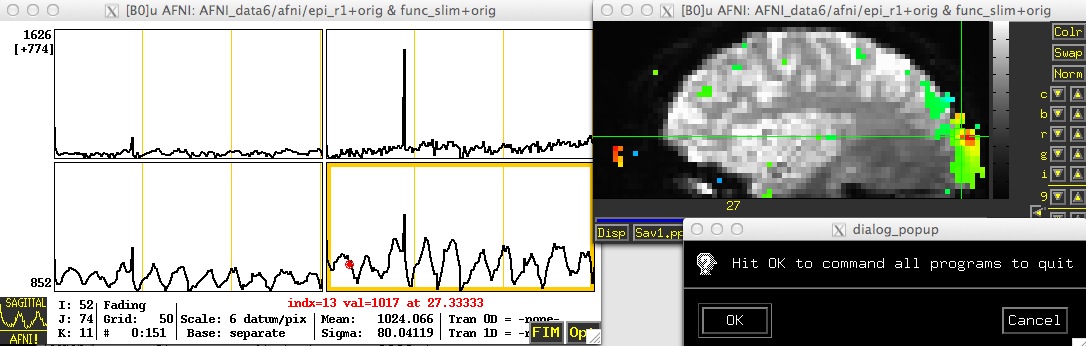 [B0]u AFNI: AFNI_data6/afni/epi_r1+orig & func_slim+orig
1626
[+774]
852
indx=13 val=1017 at 27.33333
SAGITTAL
AFNI!
I: 52 Fading
J: 74 Grid: 50 Scale: 6 datum/pix Mean: 1024.066 Tran 0D = -none-
K: 11 # 0:151 Base: separate Sigma: 80.04119 Tran 1D =
FIM
Opt
[B0]u AFNI: AFNI_data6/afni/epi_r1+orig & func_slim+orig
Colr
Swap
Norm
c
b
r
g
i
9
27
Disp Sav1.pp
X dialog_popup
Hit OK to command all programs to quit
OK Cancel